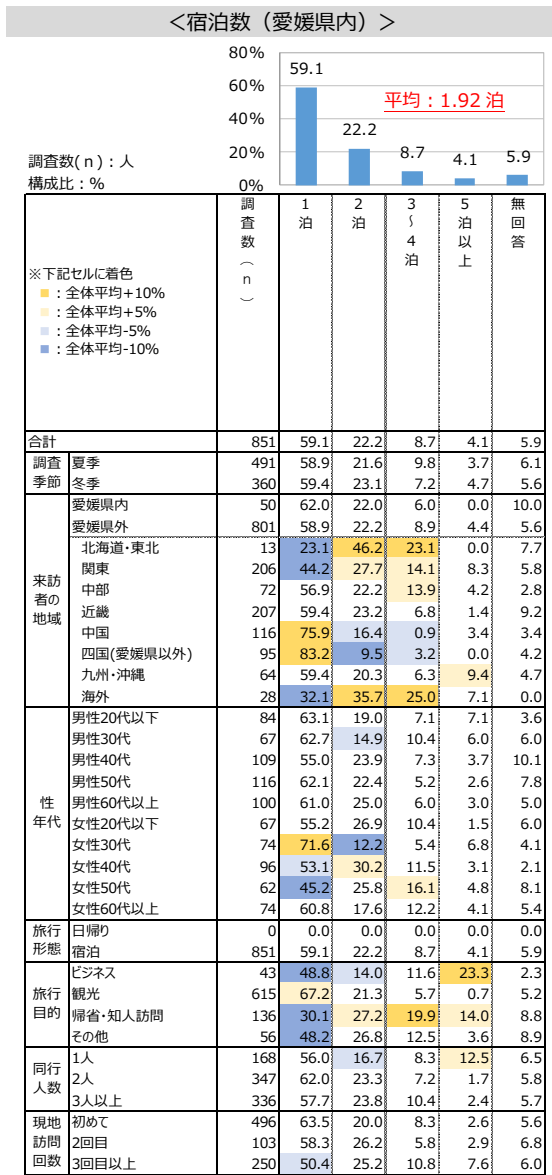 ＜宿泊数（愛媛県内）＞
80%
60%
40%
20%
0%
59.1
22.2
8.7
4.1
5.9
平均：1.92 泊
調査数(ｎ)：人
構成比：%
※下記セルに着色
■：全体平均+10%
■：全体平均+5%
■：全体平均-5%
■：全体平均-10%
調査数（ｎ） 1泊 2泊 3～4泊 5泊以上 無回答
合計 851 59.1 22.2 8.7 4.1 5.9
調査季節
夏季 491 58.9 21.6 9.8 3.7 6.1
冬季 360 59.4 23.1 7.2 4.7 5.6
来訪者の地域
愛媛県内 50 62.0 22.0 6.0 0.0 10.0
愛媛県外 801 58.9 22.2 8.9 4.4 5.6
北海道・東北 13 23.1 46.2 23.1 0.0 7.7
関東 206 44.2 27.7 14.1 8.3 5.8
中部 72 56.9 22.2 13.9 4.2 2.8
近畿 207 59.4 23.2 6.8 1.4 9.2
中国 116 75.9 16.4 0.9 3.4 3.4
四国(愛媛県以外) 95 83.2 9.5 3.2 0.0 4.2
九州・沖縄 64 59.4 20.3 6.3 9.4 4.7
海外 28 32.1 35.7 25.0 7.1 0.0
性年代
男性20代以下 84 63.1 19.0 7.1 7.1 3.6
男性30代 67 62.7 14.9 10.4 6.0 6.0
男性40代 109 55.0 23.9 7.3 3.7 10.1
男性50代 116 62.1 22.4 5.2 2.6 7.8
男性60代以上 100 61.0 25.0 6.0 3.0 5.0
女性20代以下 67 55.2 26.9 10.4 1.5 6.0
女性30代 74 71.6 12.2 5.4 6.8 4.1
女性40代 96 53.1 30.2 11.5 3.1 2.1
女性50代 62 45.2 25.8 16.1 4.8 8.1
女性60代以上 74 60.8 17.6 12.2 4.1 5.4
旅行形態
日帰り 0 0.0 0.0 0.0 0.0 0.0
宿泊 851 59.1 22.2 8.7 4.1 5.9
旅行目的
ビジネス 43 48.8 14.0 11.6 23.3 2.3
観光 615 67.2 21.3 5.7 0.7 5.2
帰省・知人訪問 136 30.1 27.2 19.9 14.0 8.8
その他 56 48.2 26.8 12.5 3.6 8.9
同行人数
1人 168 56.0 16.7 8.3 12.5 6.5
2人 347 62.0 23.3 7.2 1.7 5.8
3人以上 336 57.7 23.8 10.4 2.4 5.7
現地訪問回数
初めて 496 63.5 20.0 8.3 2.6 5.6
2回目 103 58.3 26.2 5.8 2.9 6.8
3回目以上 250 50.4 25.2 10.8 7.6 6.0